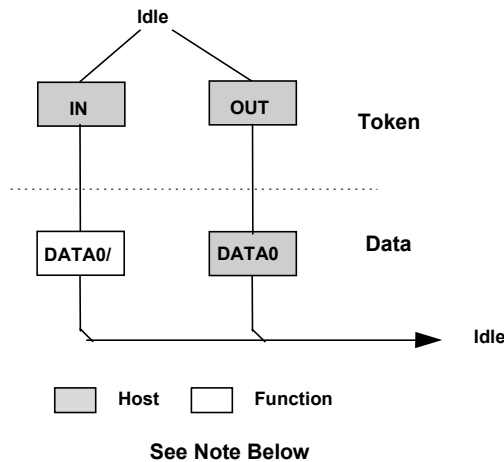 Idle
IN OUT
Token
DATA0/ DATA0
Data
Idle
Host Function
See Note Below